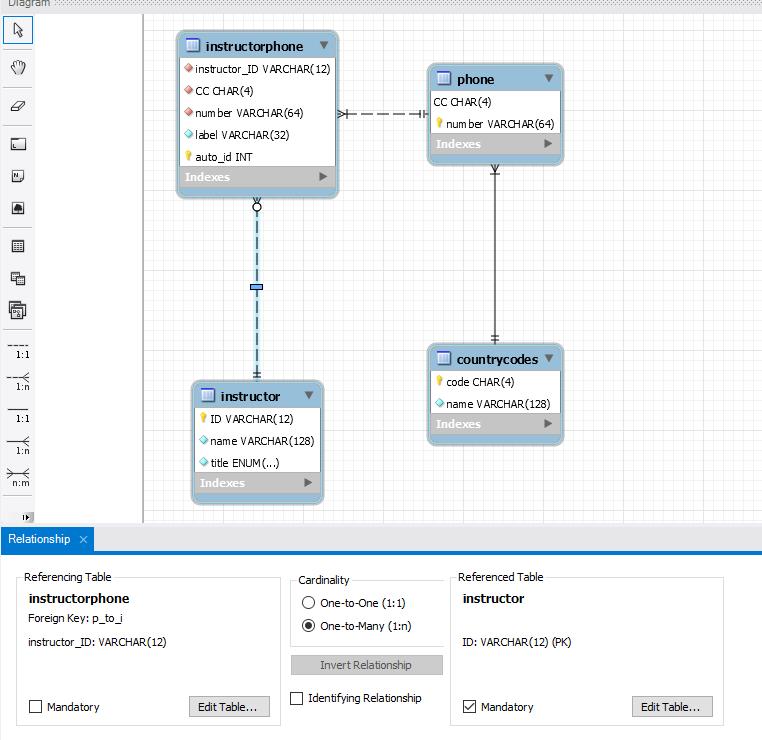 Diagram
instructorphone
instructor_ID VARCHAR(12)
CC CHAR(4)
number VARCHAR(64)
label VARCHAR(32)
auto_id INT
Indexes
phone
CC CHAR(4)
number VARCHAR(64)
Indexes
1:1
1:n
1:1
1:n
n:m
instructor
ID VARCHAR(12)
name VARCHAR(128)
title ENUM(...)
Indexes
countrycodes
code CHAR(4)
name VARCHAR(128)
Indexes
Relationship
Referencing Table
instructorphone
Foreign Key: p_to_i
instructor_ID: VARCHAR(12)
Mandatory
Edit Table...
Cardinality
One-to-One (1:1)
One-to-Many (1:n)
Invert Relationship
Identifying Relationship
Referenced Table
instructor
ID: VARCHAR(12) (PK)
Mandatory
Edit Table...